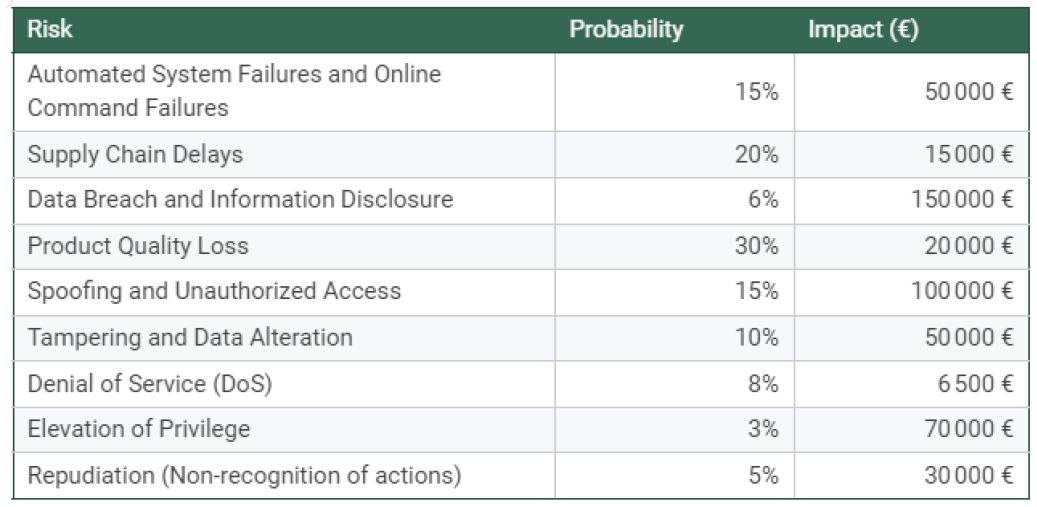 Risk Probability Impact (€)
Automated System Failures and Online
Command Failures 15% 50 000 €
Supply Chain Delays 20% 15 000 €
Data Breach and Information Disclosure 6% 150 000 €
Product Quality Loss 30% 20 000 €
Spoofing and Unauthorized Access 15% 100 000 €
Tampering and Data Alteration 10% 50 000 €
Denial of Service (DoS) 8% 6 500 €
Elevation of Privilege 3% 70 000 €
Repudiation (Non-recognition of actions) 5% 30 000 €